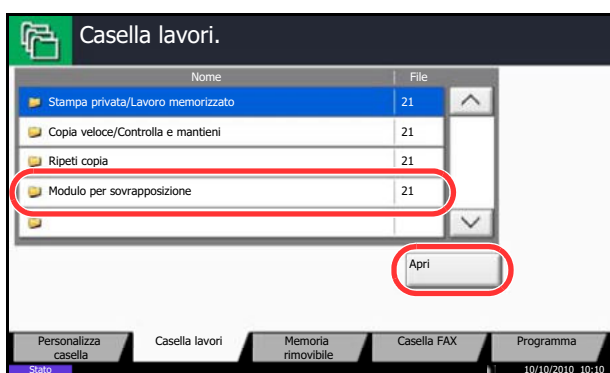 Casella lavori.
Nome File
Stampa privata/Lavoro memorizzato 21
Copia veloce/Controlla e mantieni 21
Ripeti copia 21
Modulo per sovrapposizione 21
Apri
Personalizza casella
Casella lavori
Memoria rimovibile
Casella FAX
Programma
Stato 10/10/2010 10:10